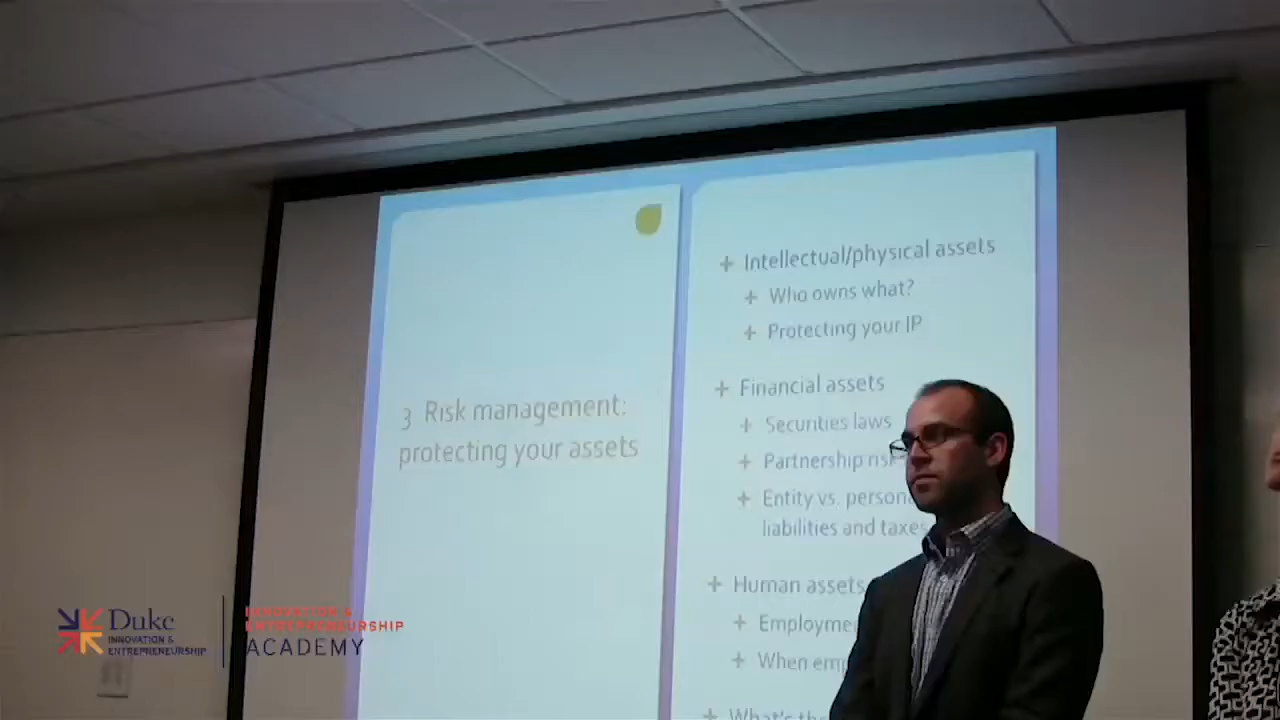 3 Risk management:
protecting your assets
Intellectual/physical assets
Who owns what?
Protecting your IP
Financial assets
Securities laws
Partnership
Entity vs.
liabilities and taxes
Human assets
When
What's
Duke
INNOVATION &
ENTREPRENEURSHIP
INNOVATION &
ENTREPRENEURSHIP
ACADEMY